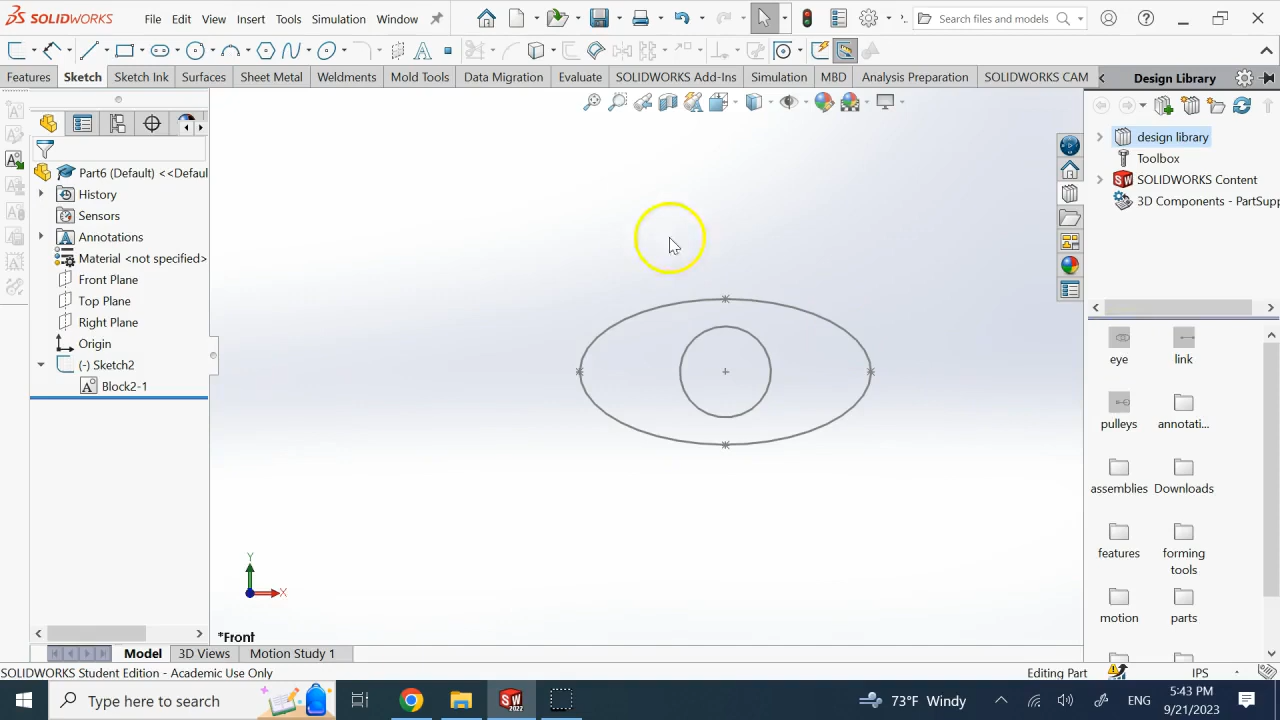 SOLIDWORKS File Edit View Insert Tools Simulation Window Search files and models
Features Sketch Sketch Ink Surfaces Sheet Metal Weldments Mold Tools Data Migration Evaluate SOLIDWORKS Add-Ins Simulation MBD Analysis Preparation SOLIDWORKS CAM Design Library
Part6 (Default) <<Defaul
History
Sensors
Annotations
Material <not specified>
Front Plane
Top Plane
Right Plane
Origin
(-) Sketch2
Block2-1
design library
Toolbox
SOLIDWORKS Content
3D Components - PartSupp
eye link
pulleys annotati...
assemblies Downloads
features forming tools
motion parts
Y
X
*Front
Model 3D Views Motion Study 1
SOLIDWORKS Student Edition - Academic Use Only Editing Part IPS
Type here to search SW 2022 73°F Windy ENG 5:43 PM
9/21/2023